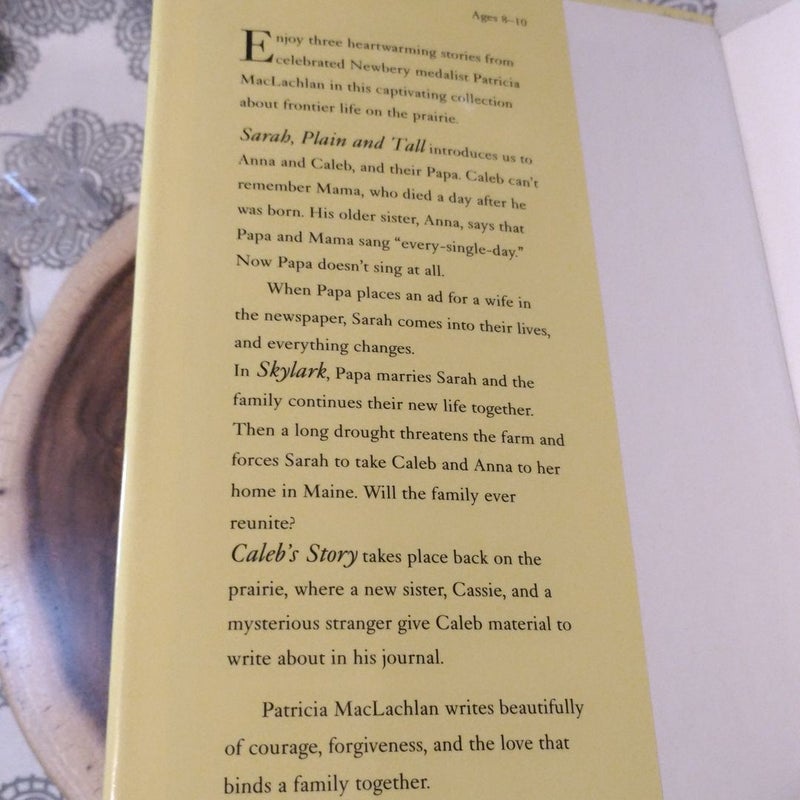 Ages 8–10
Enjoy three heartwarming stories from
celebrated Newbery medalist Patricia
MacLachlan in this captivating collection
about frontier life on the prairie.
Sarah, Plain and Tall introduces us to
Anna and Caleb, and their Papa. Caleb can't
remember Mama, who died a day after he
was born. His older sister, Anna, says that
Papa and Mama sang “every-single-day.”
Now Papa doesn't sing at all.
When Papa places an ad for a wife in
the newspaper, Sarah comes into their lives,
and everything changes.
In Skylark, Papa marries Sarah and the
family continues their new life together.
Then a long drought threatens the farm and
forces Sarah to take Caleb and Anna to her
home in Maine. Will the family ever
reunite?
Caleb's Story takes place back on the
prairie, where a new sister, Cassie, and a
mysterious stranger give Caleb material to
write about in his journal.
Patricia MacLachlan writes beautifully
of courage, forgiveness, and the love that
binds a family together.